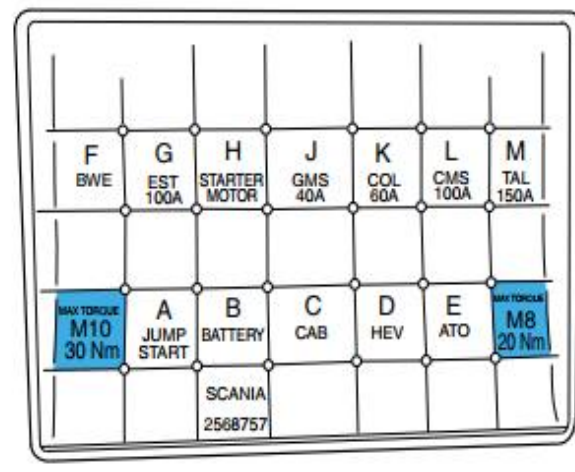 F G H J K L M
BWE EST STARTER GMS COL CMS TAL
100A MOTOR 40A 60A 100A 150A
MAX TORQUE A B C D E MAX TORQUE
M10 JUMP BATTERY CAB HEV ATO M8
30 Nm START 20 Nm
SCANIA
2568757